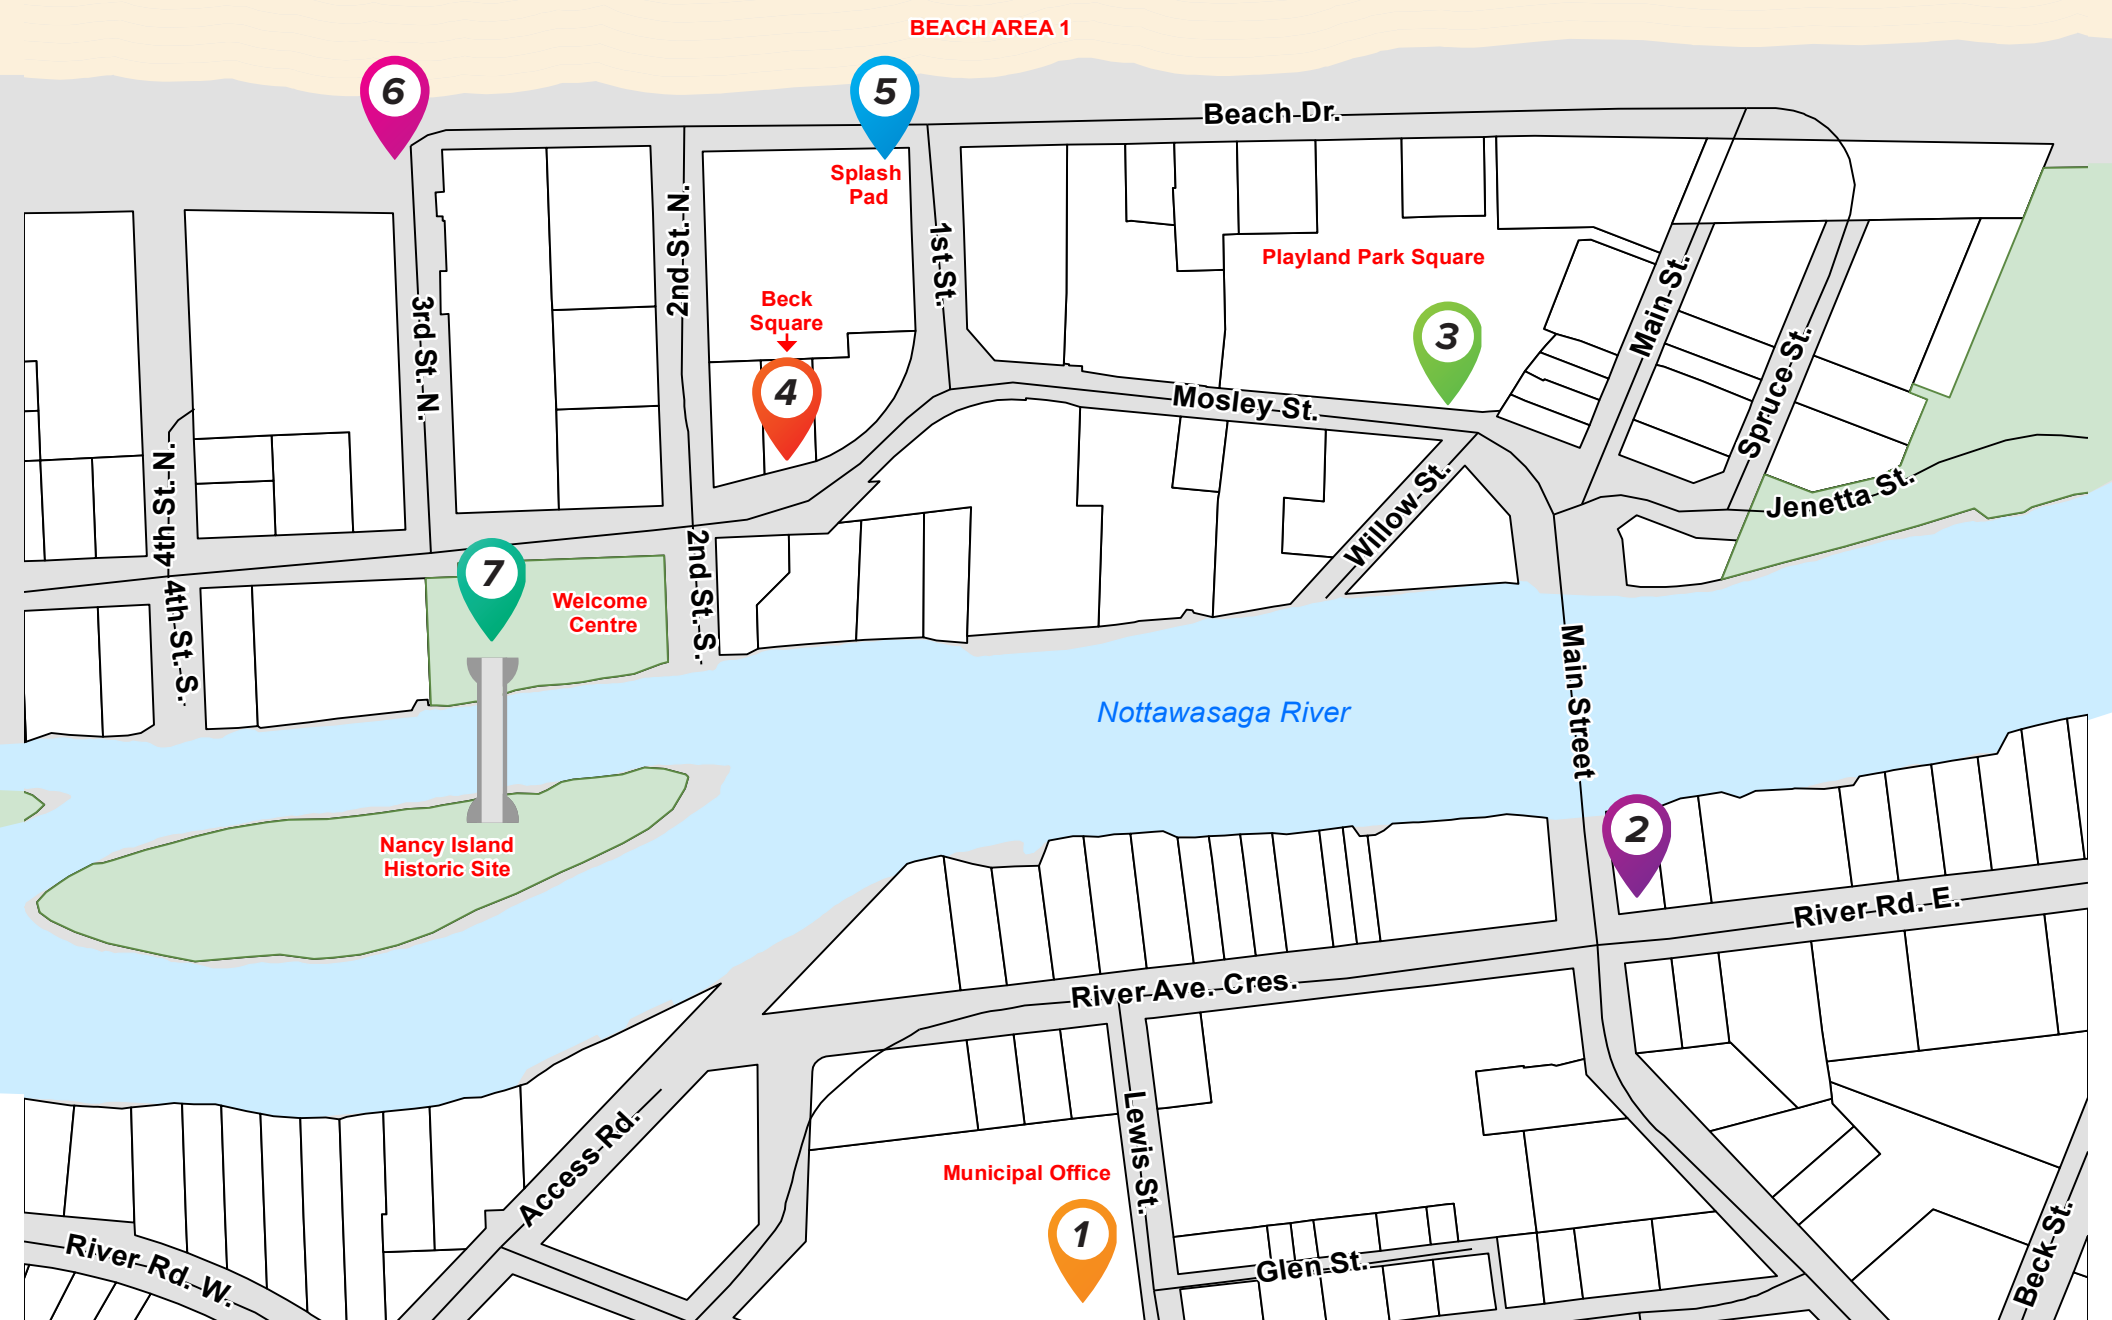 BEACH AREA 1
6
5
Beach Dr.
Splash
Pad
2nd St. N.
1st St.
Playland Park Square
Main St.
Beck
Square
3rd St. N.
3
4
Mosley St.
Spruce St.
4th St. N.
Willow St.
Jenetta St.
7
Welcome
Centre
2nd St. S.
4th St. S.
Main Street
Nottawasaga River
2
Nancy Island
Historic Site
River Rd. E.
River Ave. Cres.
Lewis St.
Access Rd.
Municipal Office
1
River Rd. W.
Glen St.
Beck St.